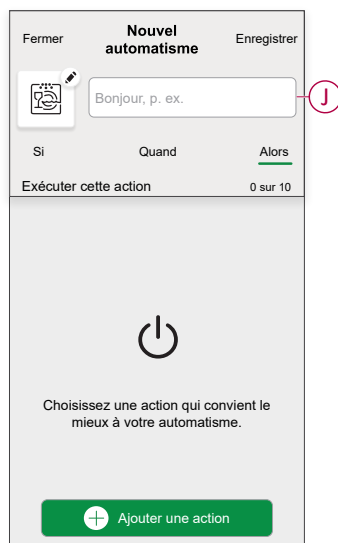 Fermer
Nouvel
automatisme
Enregistrer
Bonjour, p. ex.
J
Si
Quand
Alors
Exécuter cette action
0 sur 10
Choisissez une action qui convient le
mieux à votre automatisme.
Ajouter une action